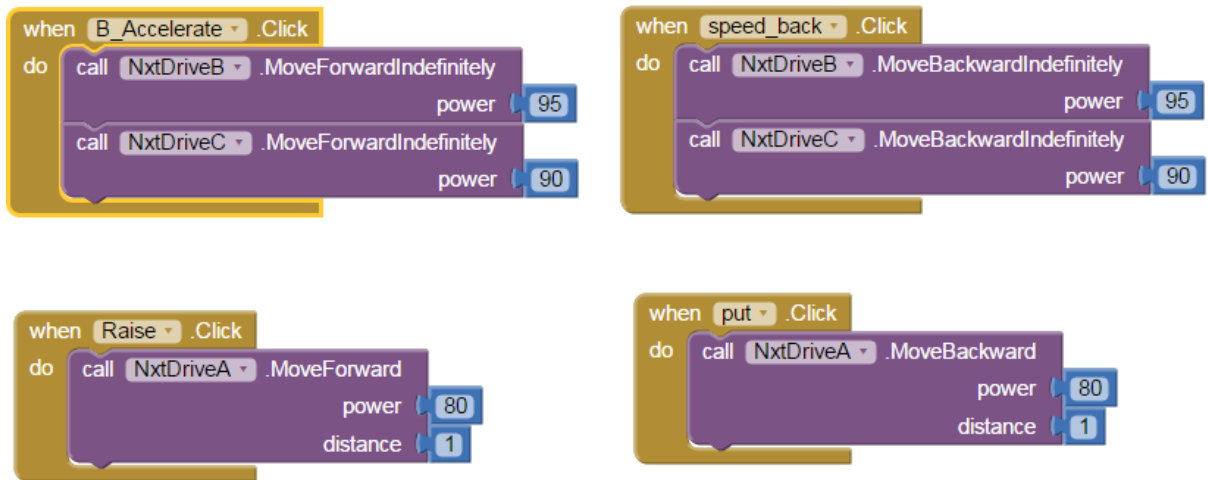 when B_Accelerate .Click
do call NxtDriveB .MoveForwardIndefinitely
power 95
call NxtDriveC .MoveForwardIndefinitely
power 90
when speed_back .Click
do call NxtDriveB .MoveBackwardIndefinitely
power 95
call NxtDriveC .MoveBackwardIndefinitely
power 90
when Raise .Click
do call NxtDriveA .MoveForward
power 80
distance 1
when put .Click
do call NxtDriveA .MoveBackward
power 80
distance 1